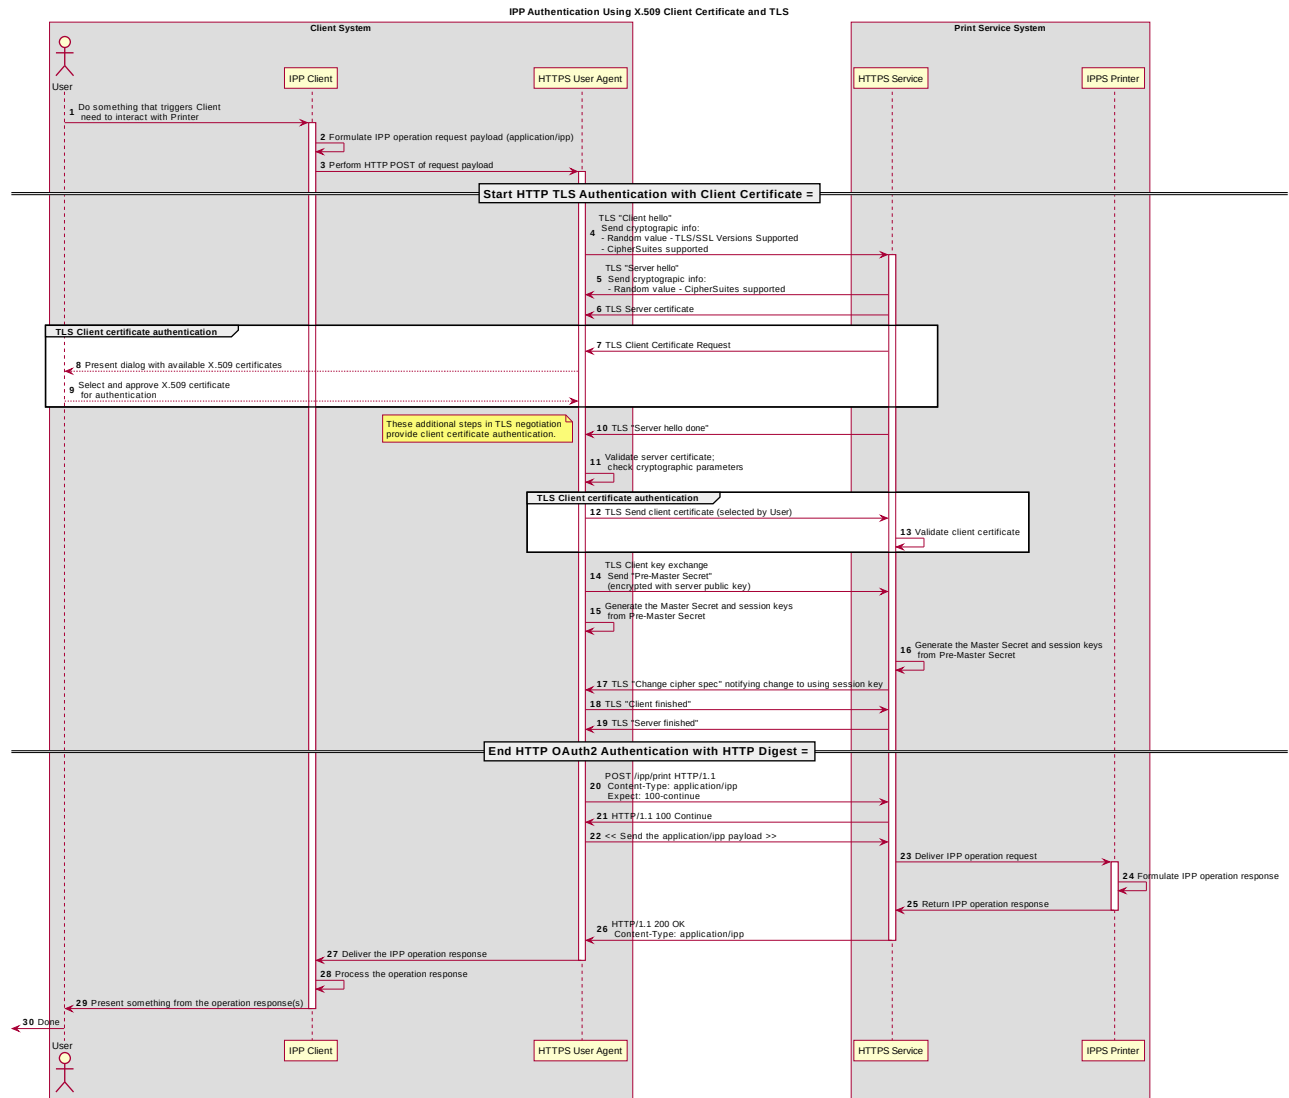 IPP Authentication Using X.509 Client Certificate and TLS
Client System
Print Service System
User
IPP Client
HTTPS User Agent
HTTPS Service
IPPS Printer
1 Do something that triggers Client
need to interact with Printer
2 Formulate IPP operation request payload (application/ipp)
3 Perform HTTP POST of request payload
Start HTTP TLS Authentication with Client Certificate =
TLS "Client hello"
4 Send cryptograpic info:
- Random value - TLS/SSL Versions Supported
- CipherSuites supported
TLS "Server hello"
5 Send cryptograpic info:
- Random value - CipherSuites supported
6 TLS Server certificate
TLS Client certificate authentication
7 TLS Client Certificate Request
8 Present dialog with available X.509 certificates
9 Select and approve X.509 certificate
for authentication
These additional steps in TLS negotiation
provide client certificate authentication.
10 TLS "Server hello done"
11 Validate server certificate;
check cryptographic parameters
TLS Client certificate authentication
12 TLS Send client certificate (selected by User)
13 Validate client certificate
TLS Client key exchange
14 Send "Pre-Master Secret"
(encrypted with server public key)
15 Generate the Master Secret and session keys
from Pre-Master Secret
16 Generate the Master Secret and session keys
from Pre-Master Secret
17 TLS "Change cipher spec" notifying change to using session key
18 TLS "Client finished"
19 TLS "Server finished"
End HTTP OAuth2 Authentication with HTTP Digest =
POST /ipp/print HTTP/1.1
20 Content-Type: application/ipp
Expect: 100-continue
21 HTTP/1.1 100 Continue
22 << Send the application/ipp payload >>
23 Deliver IPP operation request
24 Formulate IPP operation response
25 Return IPP operation response
26 HTTP/1.1 200 OK
Content-Type: application/ipp
27 Deliver the IPP operation response
28 Process the operation response
29 Present something from the operation response(s)
30 Done
User
IPP Client
HTTPS User Agent
HTTPS Service
IPPS Printer